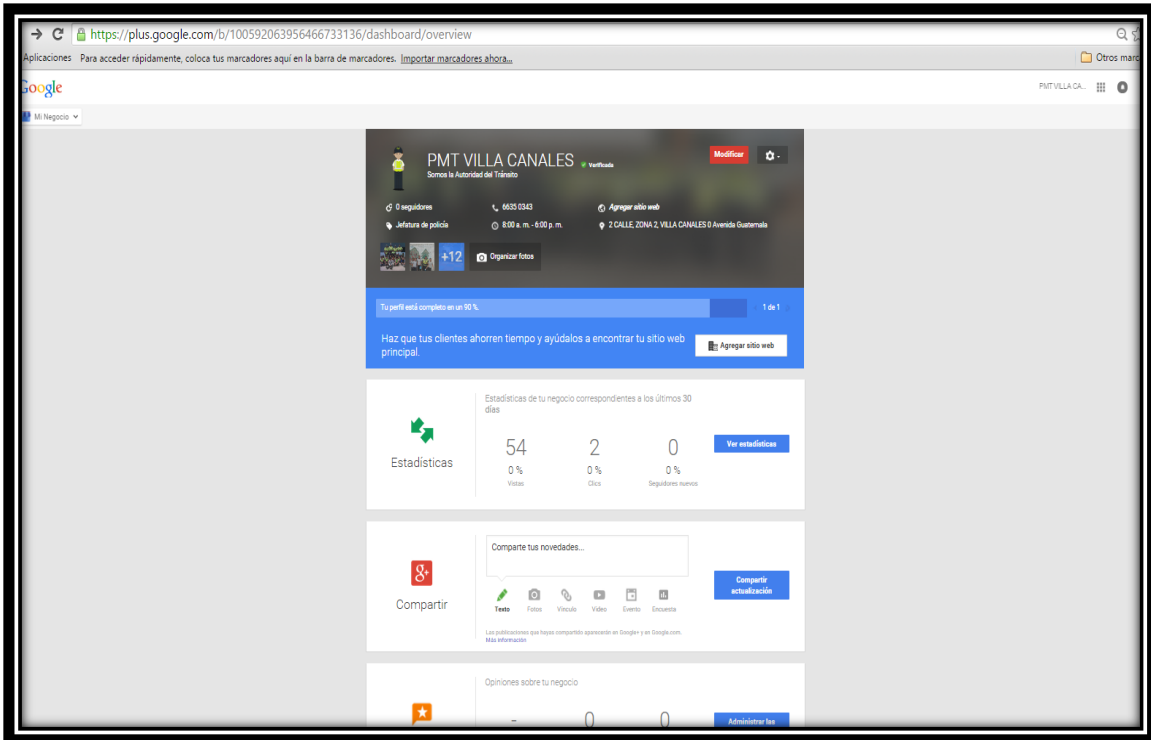 https://plus.google.com/b/100592063956466733136/dashboard/overview
Aplicaciones Para acceder rápidamente, coloca tus marcadores aquí en la barra de marcadores. Importar marcadores ahora... Otros marc
Google PMT VILLA CA...
Mi Negocio
PMT VILLA CANALES Verificada Modificar
Somos la Autoridad del Tránsito
0 seguidores 6635 0343 Agregar sitio web
Jefatura de policía 8:00 a. m. - 6:00 p. m. 2 CALLE, ZONA 2, VILLA CANALES 0 Avenida Guatemala
+12 Organizar fotos
Tu perfil está completo en un 90 %. 1 de 1
Haz que tus clientes ahorren tiempo y ayúdalos a encontrar tu sitio web
principal.
Agregar sitio web
Estadísticas de tu negocio correspondientes a los últimos 30
días
Estadísticas
54 2 0
0 % 0 % 0 %
Vistas Clics Seguidores nuevos
Ver estadísticas
Comparte tus novedades...
g+
Compartir
Texto Fotos Vínculo Video Evento Encuesta
Compartir
actualización
Las publicaciones que hayas compartido aparecerán en Google+ y en Google.com.
Más información
Opiniones sobre tu negocio
- 0 0
Administrar las